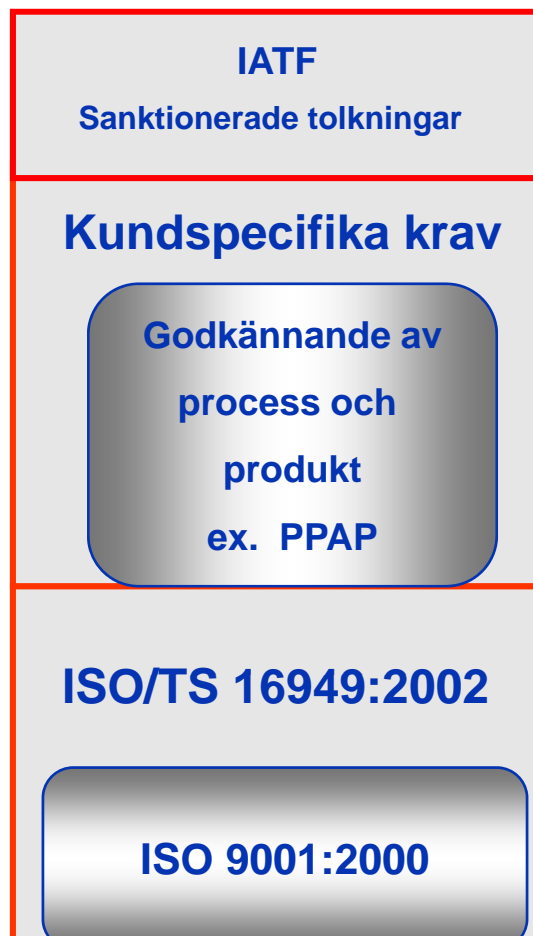 IATF
Sanktionerade tolkningar
Kundspecifika krav
Godkännande av
process och
produkt
ex. PPAP
ISO/TS 16949:2002
ISO 9001:2000